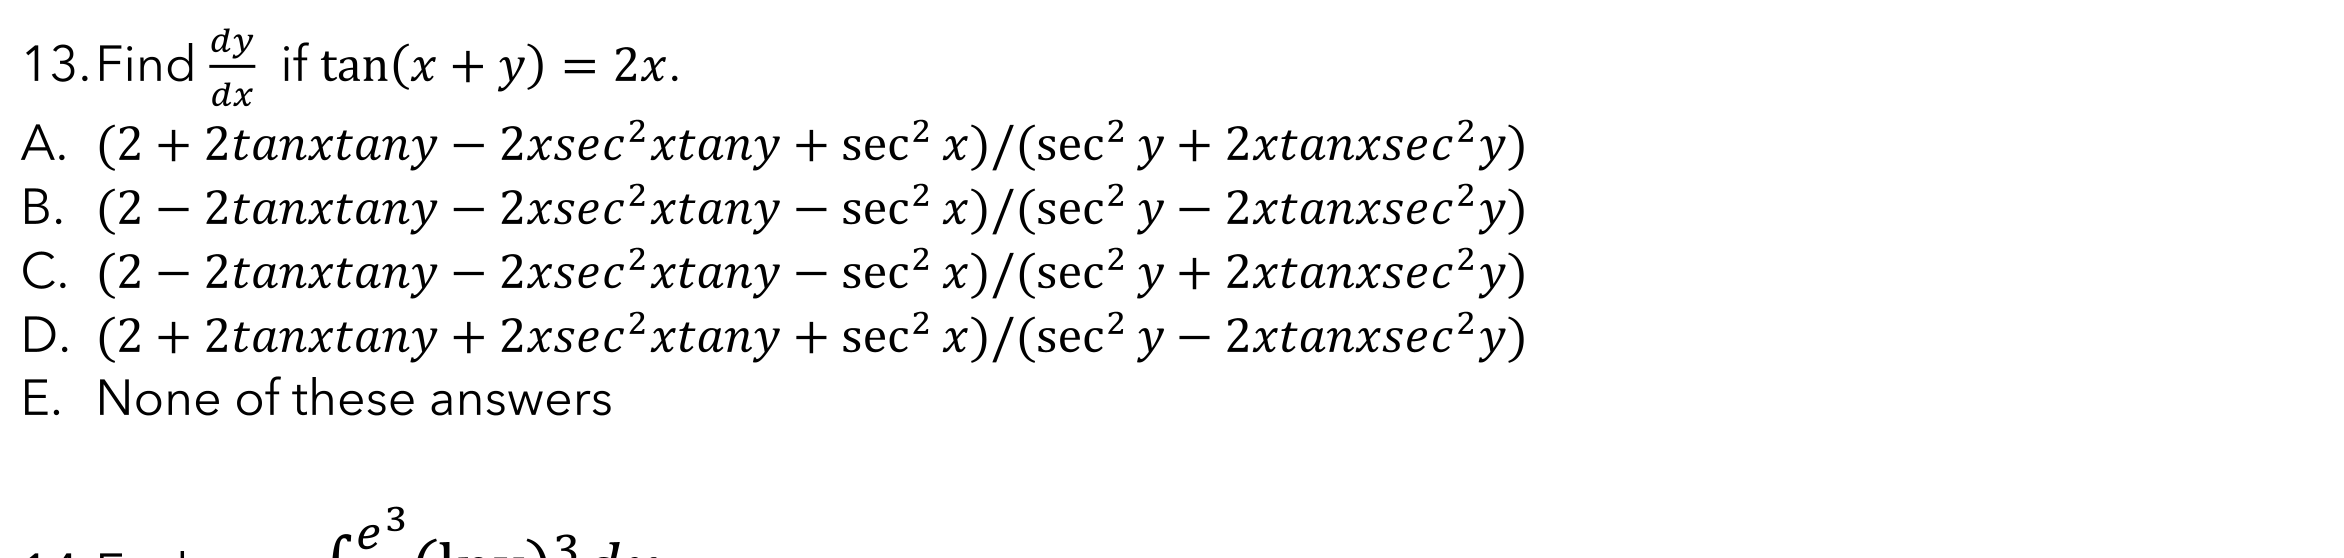 13. Find dy/dx if tan(x + y) = 2x.
A. (2 + 2tanxtany − 2xsec²xtany + sec² x)/(sec² y + 2xtanxsec²y)
B. (2 − 2tanxtany − 2xsec²xtany − sec² x)/(sec² y − 2xtanxsec²y)
C. (2 − 2tanxtany − 2xsec²xtany − sec² x)/(sec² y + 2xtanxsec²y)
D. (2 + 2tanxtany + 2xsec²xtany + sec² x)/(sec² y − 2xtanxsec²y)
E. None of these answers